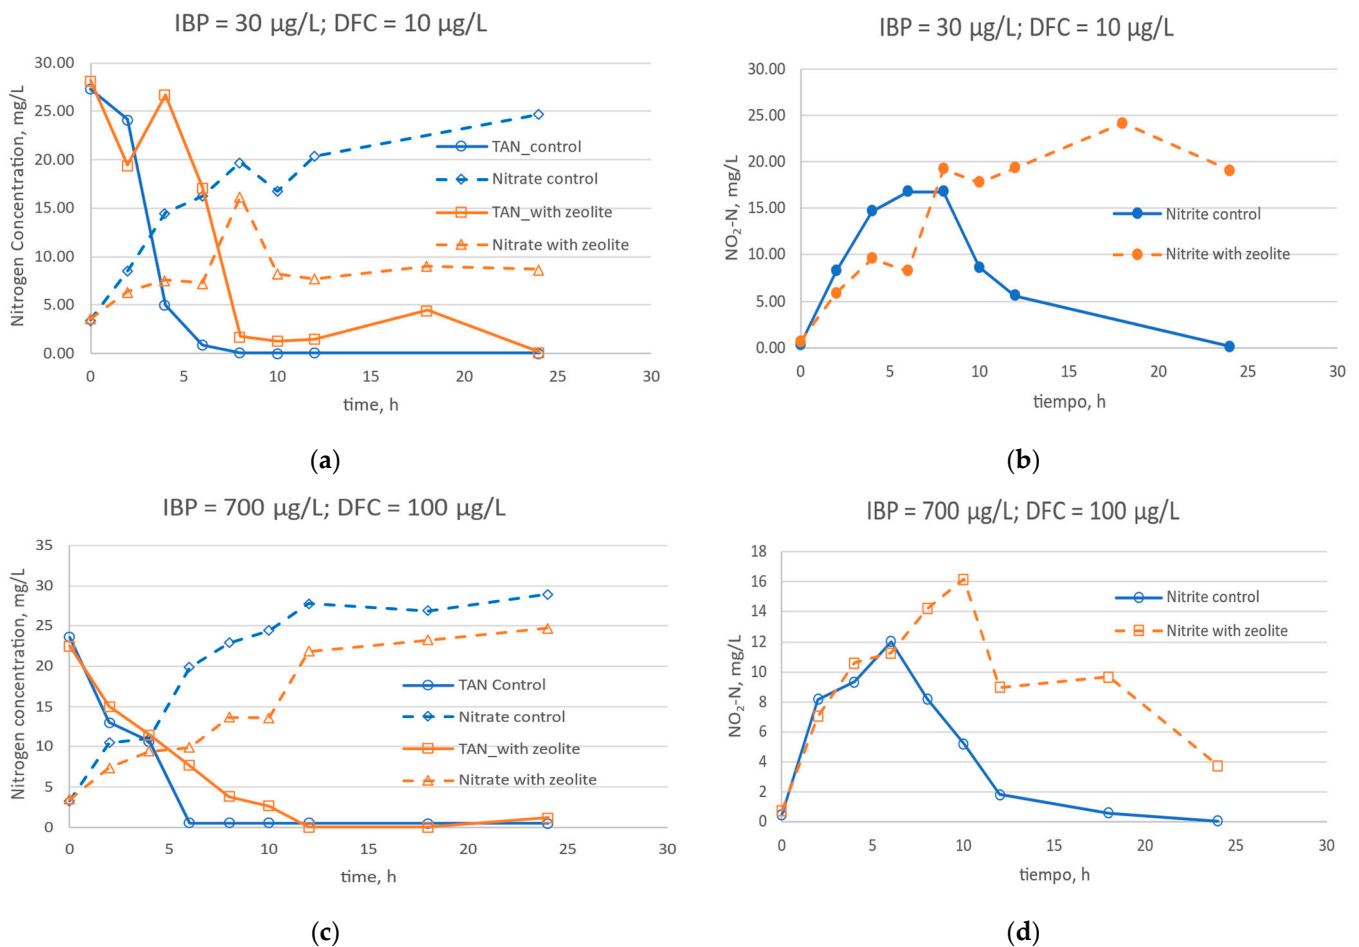 IBP = 30 µg/L; DFC = 10 µg/L
Nitrogen Concentration, mg/L
30.00
25.00
20.00
15.00
10.00
5.00
0.00
0 5 10 15 20 25 30
time, h
TAN_control
Nitrate control
TAN_with zeolite
Nitrate with zeolite
(a)
IBP = 30 µg/L; DFC = 10 µg/L
NO₂-N, mg/L
30.00
25.00
20.00
15.00
10.00
5.00
0.00
0 5 10 15 20 25 30
tiempo, h
Nitrite control
Nitrite with zeolite
(b)
IBP = 700 µg/L; DFC = 100 µg/L
Nitrogen concentration, mg/L
35
30
25
20
15
10
5
0
0 5 10 15 20 25 30
time, h
TAN Control
Nitrate control
TAN_with zeolite
Nitrate with zeolite
(c)
IBP = 700 µg/L; DFC = 100 µg/L
NO₂-N, mg/L
18
16
14
12
10
8
6
4
2
0
0 5 10 15 20 25 30
tiempo, h
Nitrite control
Nitrite with zeolite
(d)